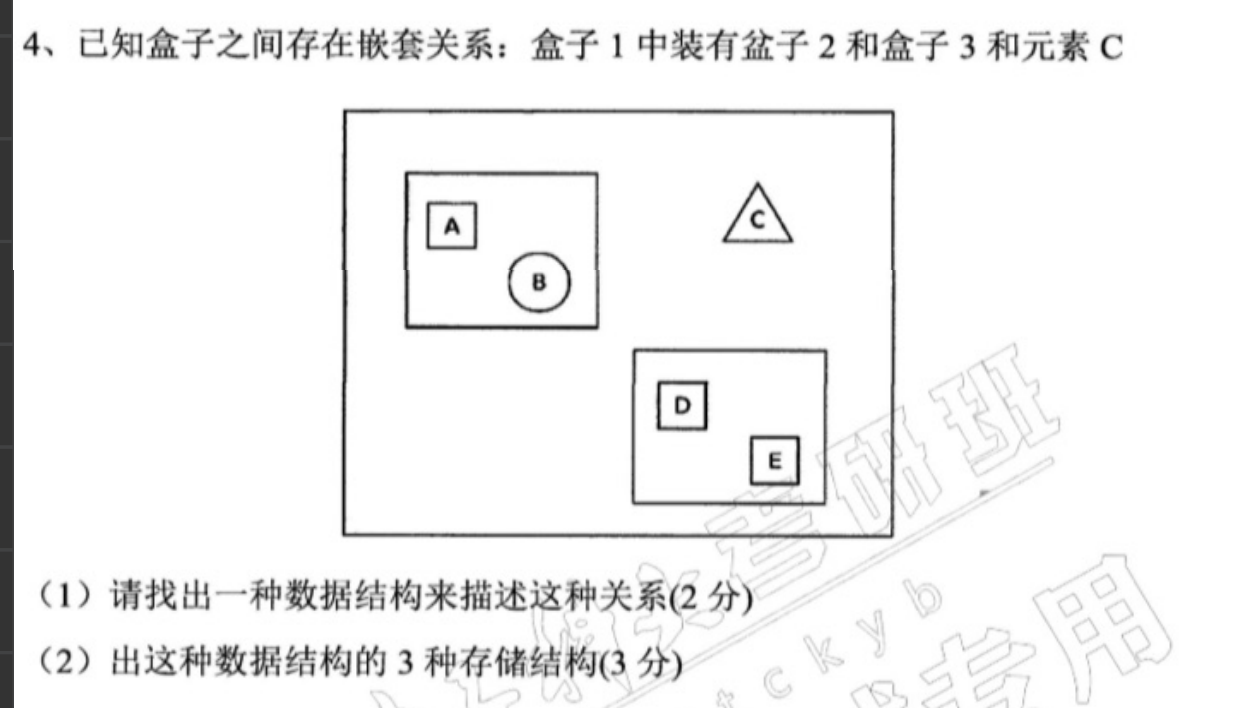 4、已知盒子之间存在嵌套关系：盒子 1 中装有盆子 2 和盒子 3 和元素 C
A
C
B
D
E
（1）请找出一种数据结构来描述这种关系(2 分)
（2）出这种数据结构的 3 种存储结构(3 分)
考研班
ckyb
专用